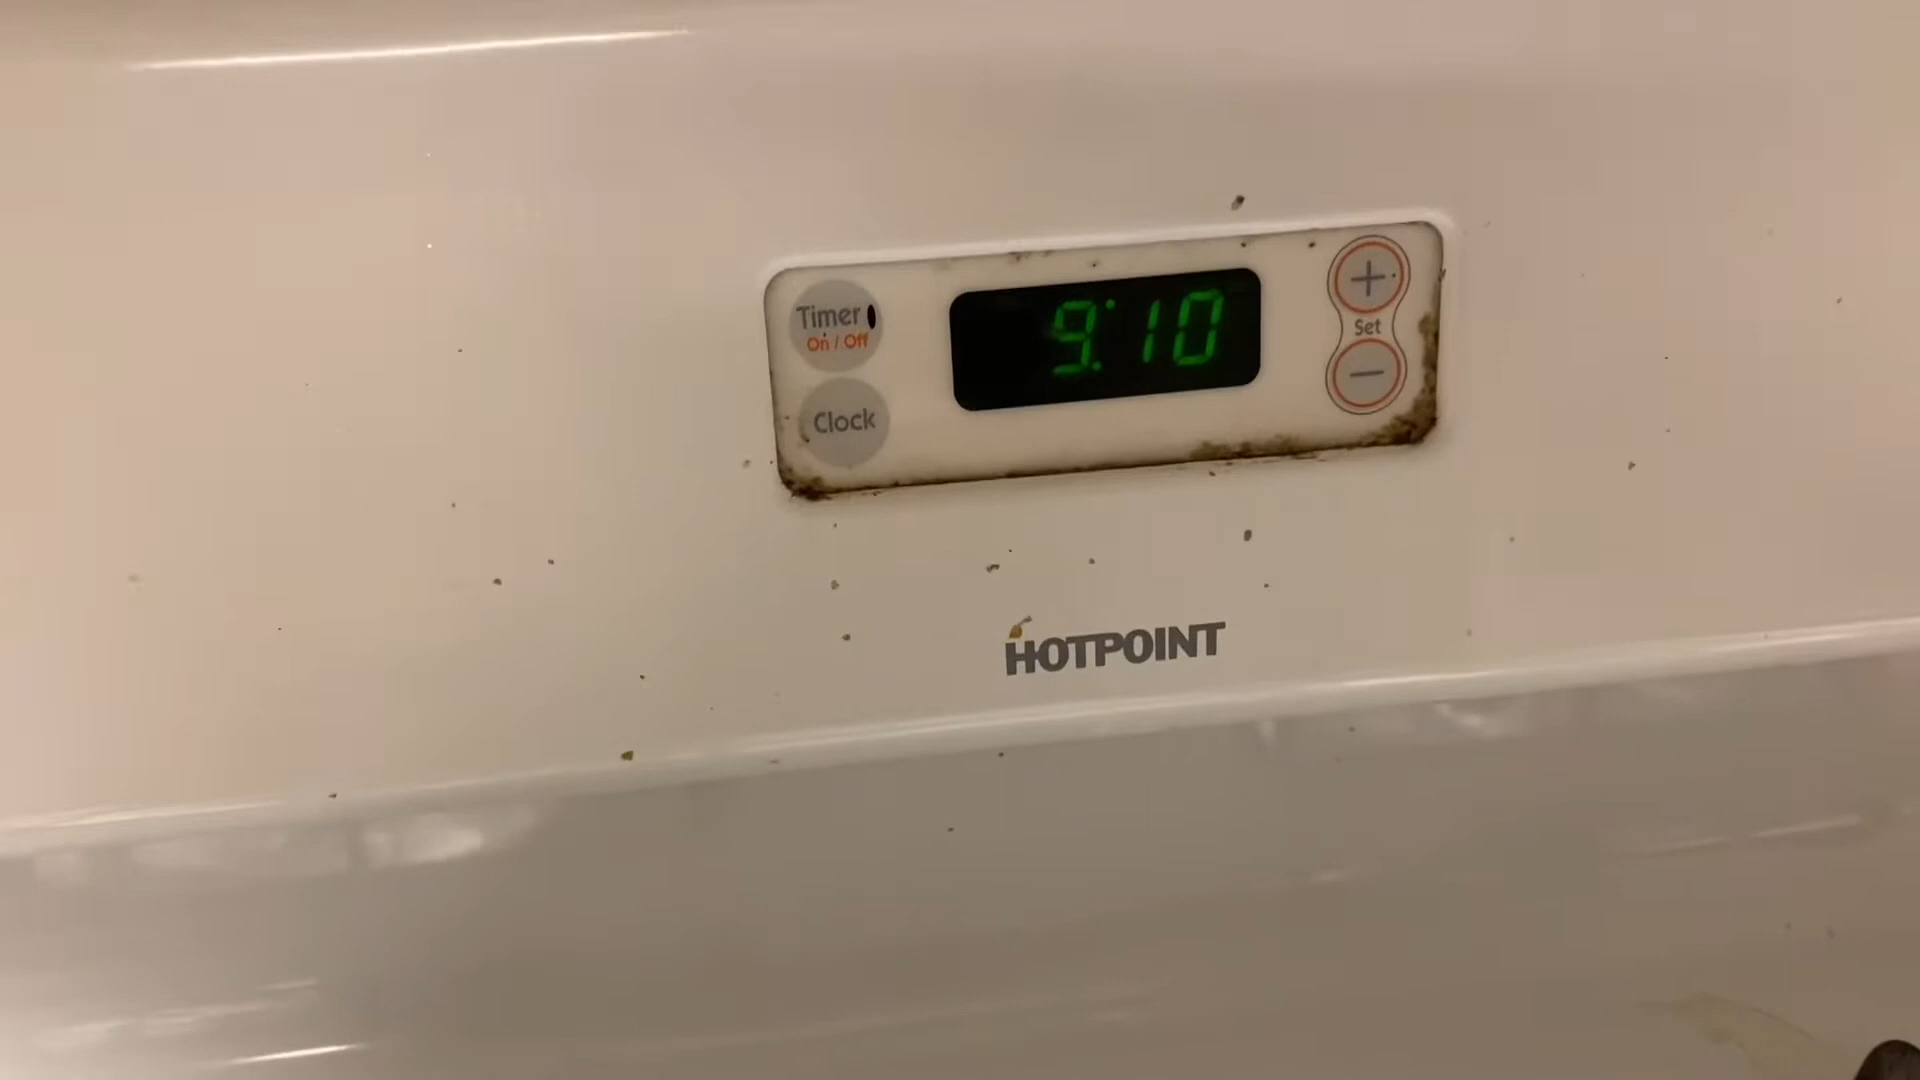 Timer
On / Off
Clock
9:10
+
Set
−
HOTPOINT